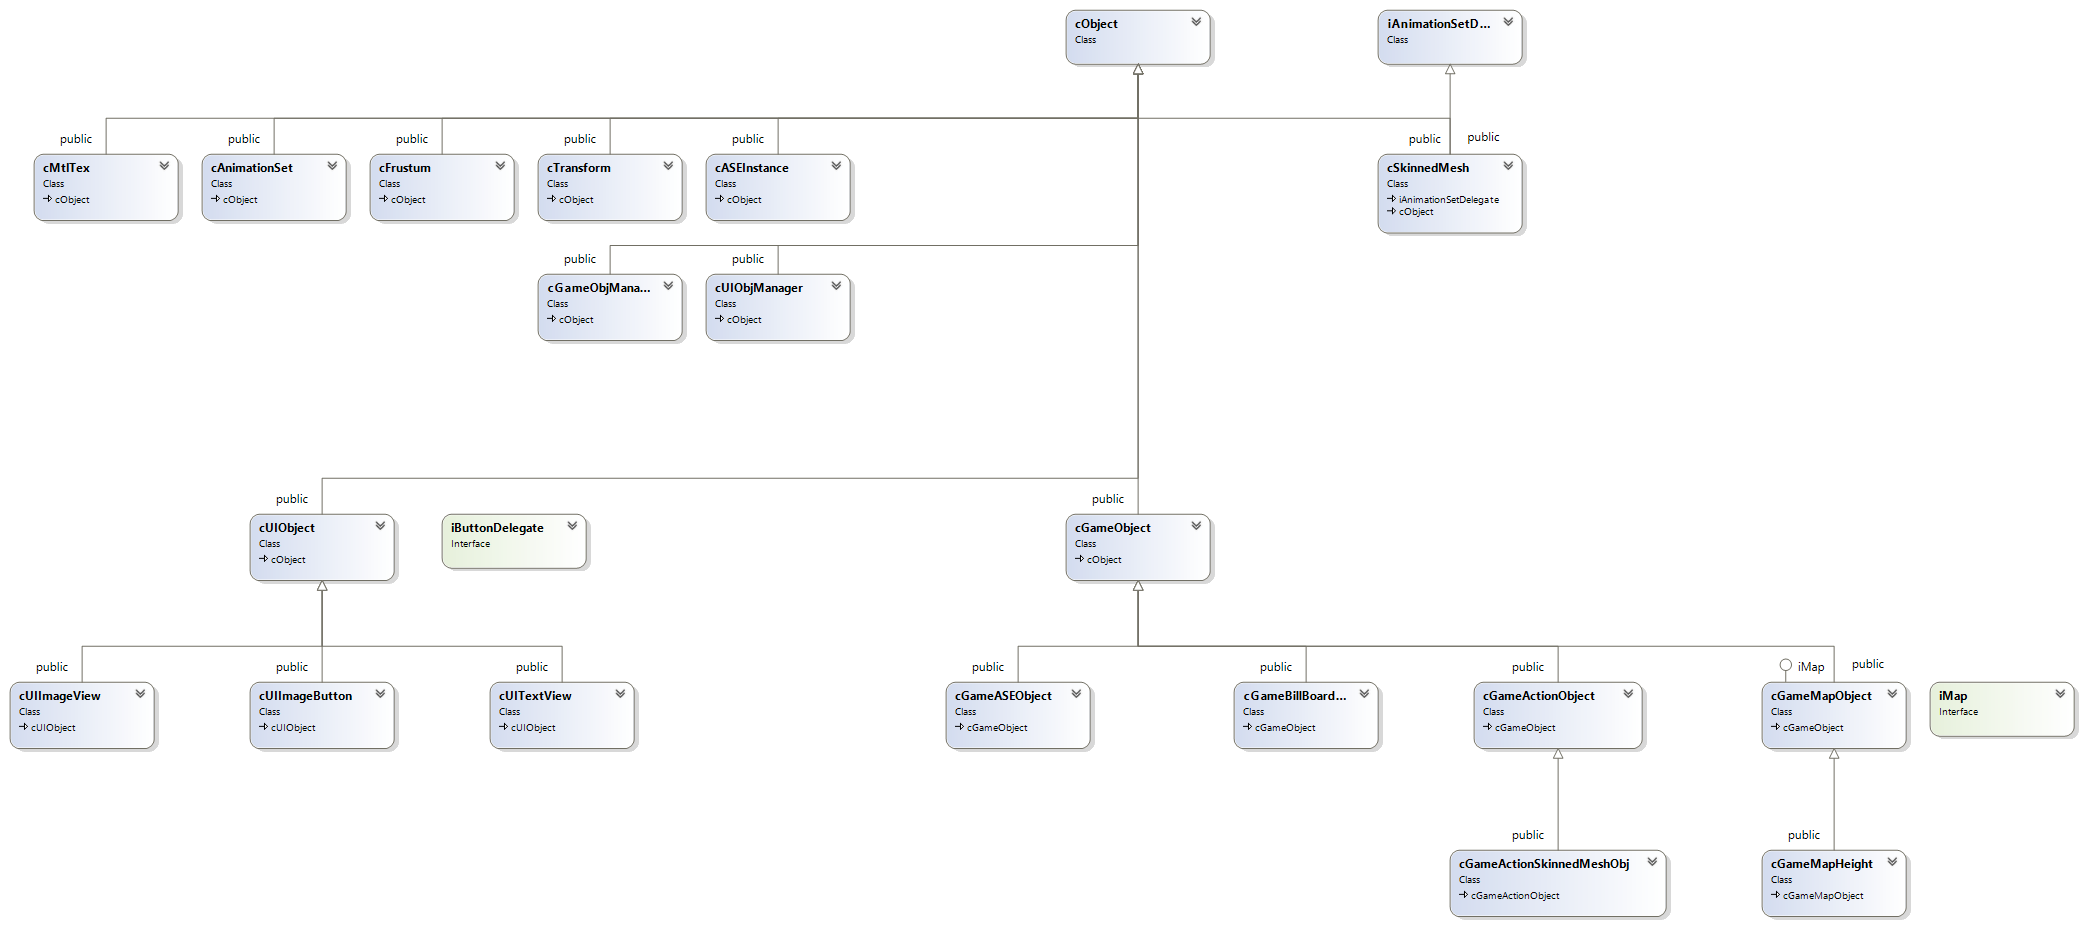 cObject
Class
iAnimationSetD...
Class
public
public
public
public
public
public
public
cMtlTex
Class
cObject
cAnimationSet
Class
cObject
cFrustum
Class
cObject
cTransform
Class
cObject
cASEInstance
Class
cObject
cSkinnedMesh
Class
iAnimationSetDelegate
cObject
public
public
cGameObjMana...
Class
cObject
cUIObjManager
Class
cObject
public
public
cUIObject
Class
cObject
iButtonDelegate
Interface
cGameObject
Class
cObject
public
public
public
public
public
public
iMap
public
cUIImageView
Class
cUIObject
cUIImageButton
Class
cUIObject
cUITextView
Class
cUIObject
cGameASEObject
Class
cGameObject
cGameBillBoard...
Class
cGameObject
cGameActionObject
Class
cGameObject
cGameMapObject
Class
cGameObject
iMap
Interface
public
public
cGameActionSkinnedMeshObj
Class
cGameActionObject
cGameMapHeight
Class
cGameMapObject